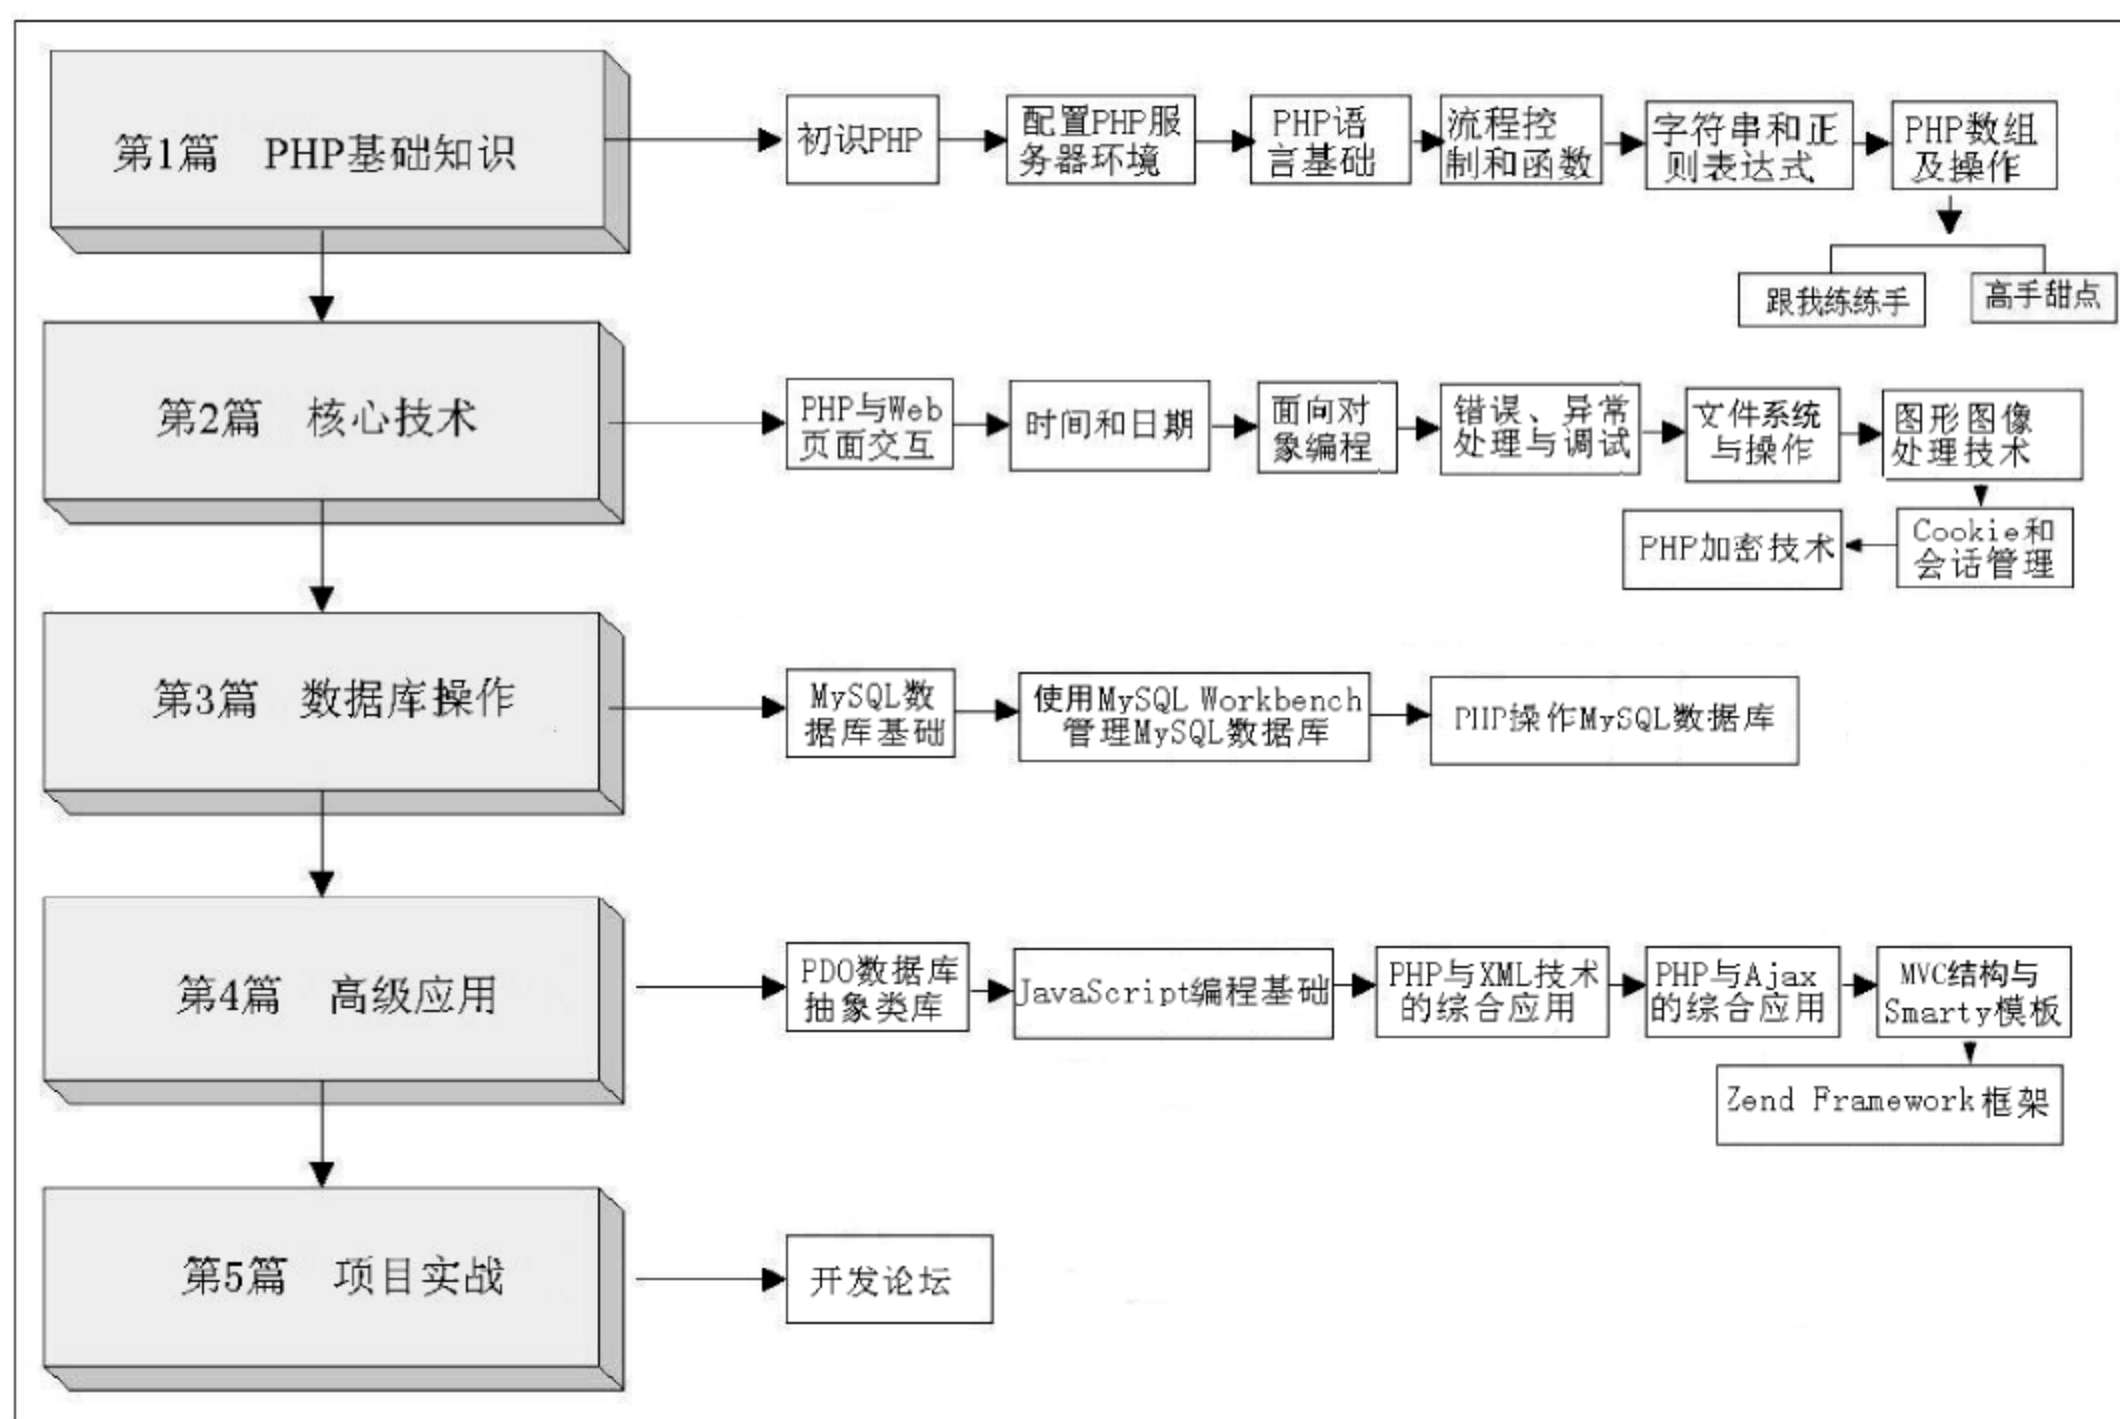 第1篇 PHP基础知识
初识PHP
配置PHP服
务器环境
PHP语
言基础
流程控
制和函数
字符串和正
则表达式
PHP数组
及操作
跟我练练手
高手甜点
第2篇 核心技术
PHP与Web
页面交互
时间和日期
面向对
象编程
错误、异常
处理与调试
文件系统
与操作
图形图像
处理技术
Cookie和
会话管理
PHP加密技术
第3篇 数据库操作
MySQL数
据库基础
使用MySQL Workbench
管理MySQL数据库
PHP操作MySQL数据库
第4篇 高级应用
PDO数据库
抽象类库
JavaScript编程基础
PHP与XML技术
的综合应用
PHP与Ajax
的综合应用
MVC结构与
Smarty模板
Zend Framework框架
第5篇 项目实战
开发论坛